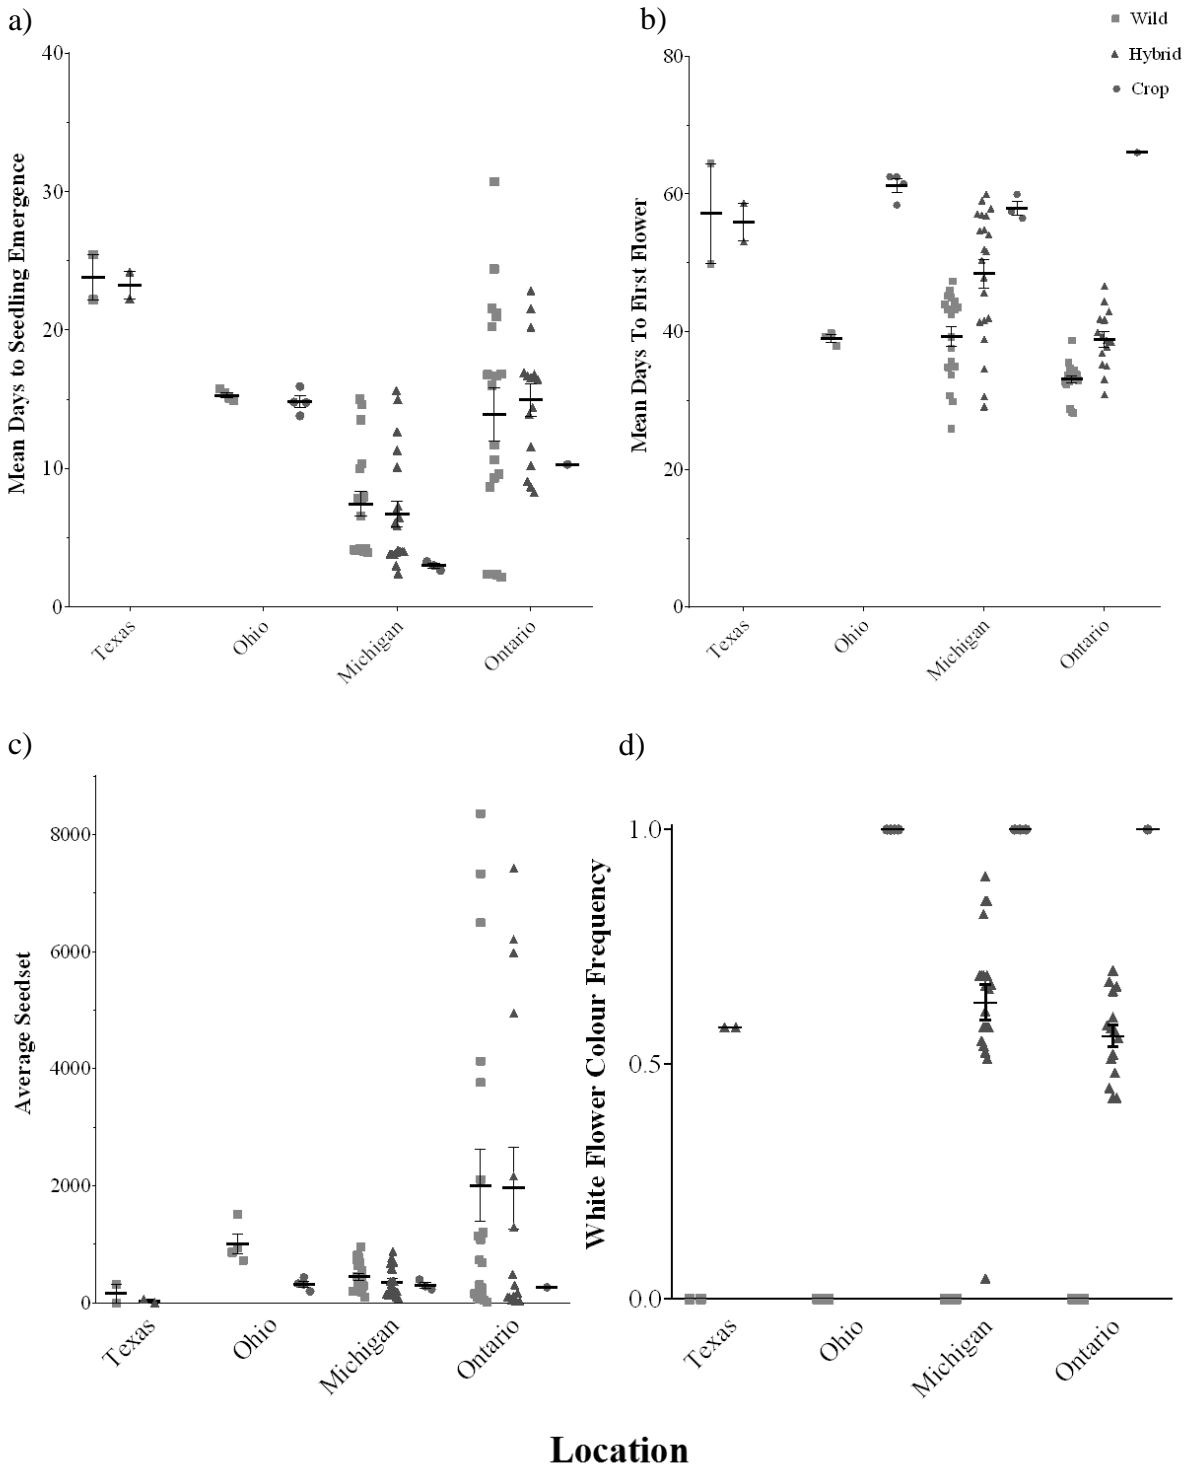 a)
40
30
20
10
0
Mean Days to Seedling Emergence
Texas
Ohio
Michigan
Ontario
b)
Wild
Hybrid
Crop
80
60
40
20
0
Mean Days To First Flower
Texas
Ohio
Michigan
Ontario
c)
8000
6000
4000
2000
0
Average Seedset
Texas
Ohio
Michigan
Ontario
d)
1.0
0.5
0.0
White Flower Colour Frequency
Texas
Ohio
Michigan
Ontario
Location